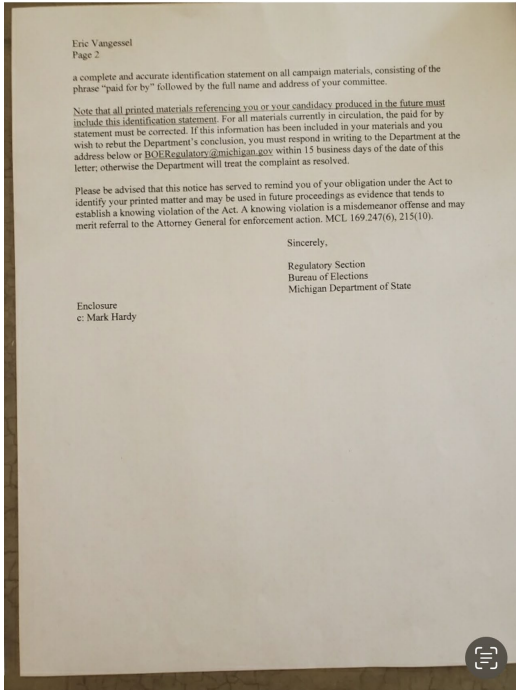 Eric Vangessel
Page 2
a complete and accurate identification statement on all campaign materials, consisting of the
phrase "paid for by" followed by the full name and address of your committee.
Note that all printed materials referencing you or your candidacy produced in the future must
include this identification statement. For all materials currently in circulation, the paid for by
statement must be corrected. If this information has been included in your materials and you
wish to rebut the Department's conclusion, you must respond in writing to the Department at the
address below or BOERegulatory@michigan.gov within 15 business days of the date of this
letter; otherwise the Department will treat the complaint as resolved.
Please be advised that this notice has served to remind you of your obligation under the Act to
identify your printed matter and may be used in future proceedings as evidence that tends to
establish a knowing violation of the Act. A knowing violation is a misdemeanor offense and may
merit referral to the Attorney General for enforcement action. MCL 169.247(6), 215(10).
Sincerely,
Regulatory Section
Bureau of Elections
Michigan Department of State
Enclosure
c: Mark Hardy